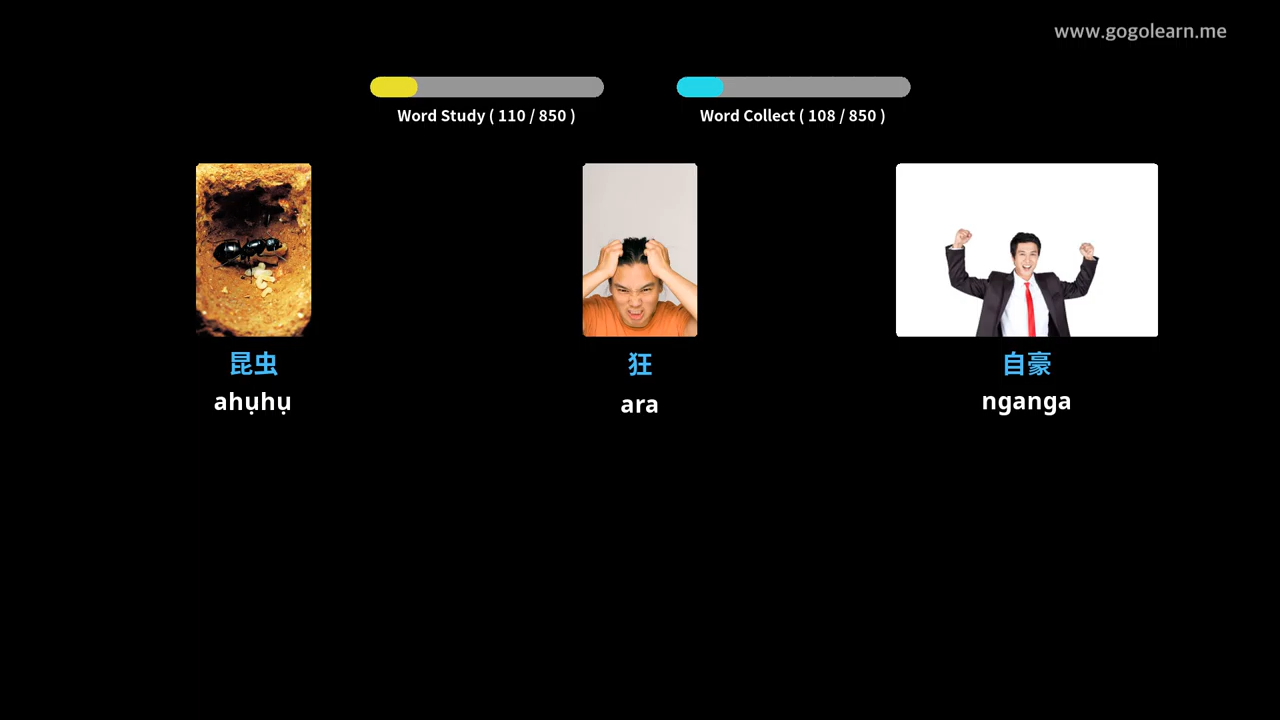 www.gogolearn.me
Word Study ( 110 / 850 )
Word Collect ( 108 / 850 )
昆虫
狂
自豪
ahụhụ
ara
nganga